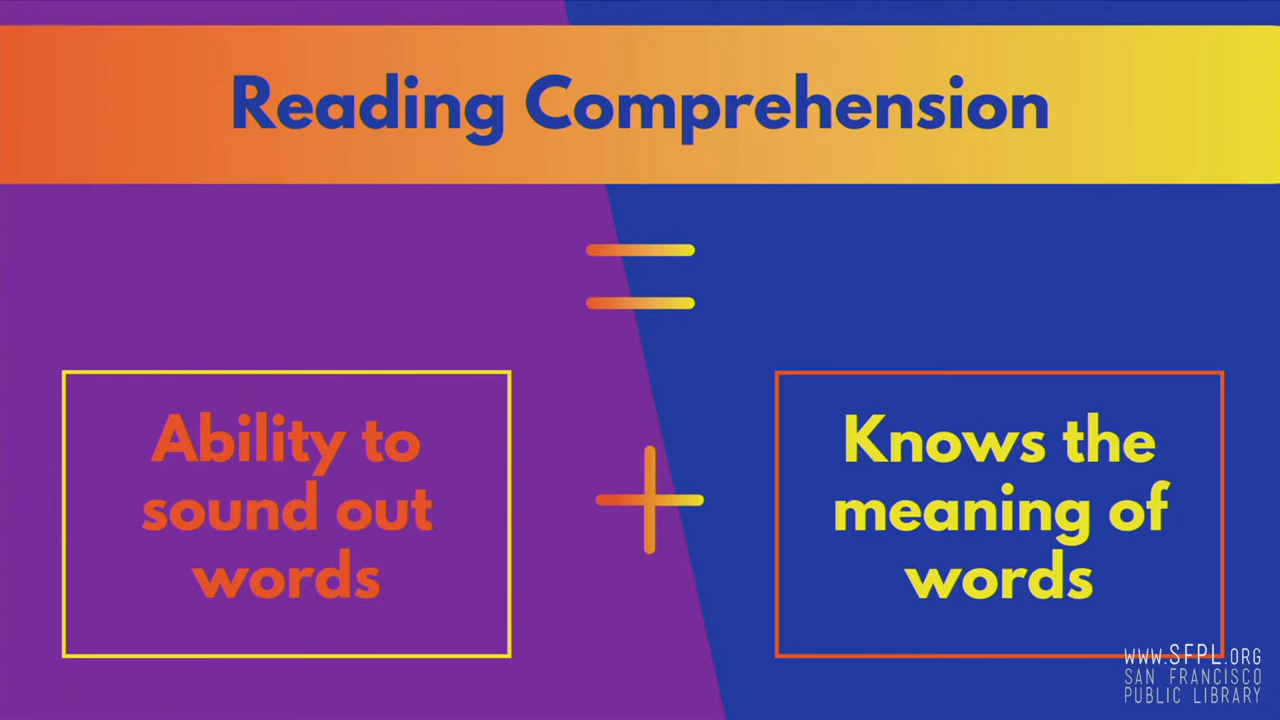 Reading Comprehension
=
Ability to
sound out
words
+
Knows the
meaning of
words
www.SFPL.ORG
SAN FRANCISCO
PUBLIC LIBRARY